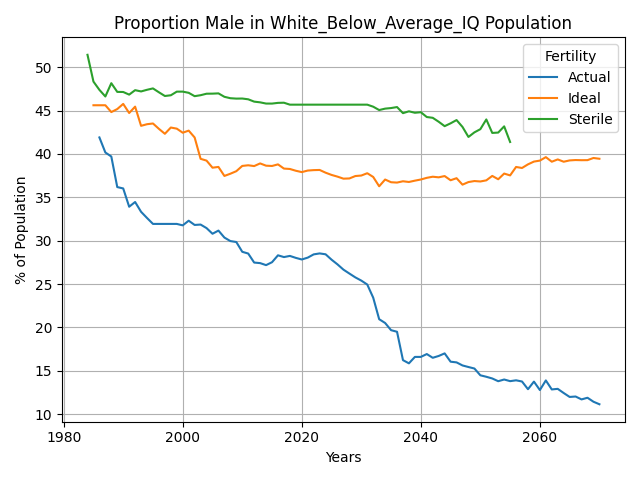 Proportion Male in White_Below_Average_IQ Population
Fertility
Actual
Ideal
Sterile
% of Population
50
45
40
35
30
25
20
15
10
1980
2000
2020
2040
2060
Years